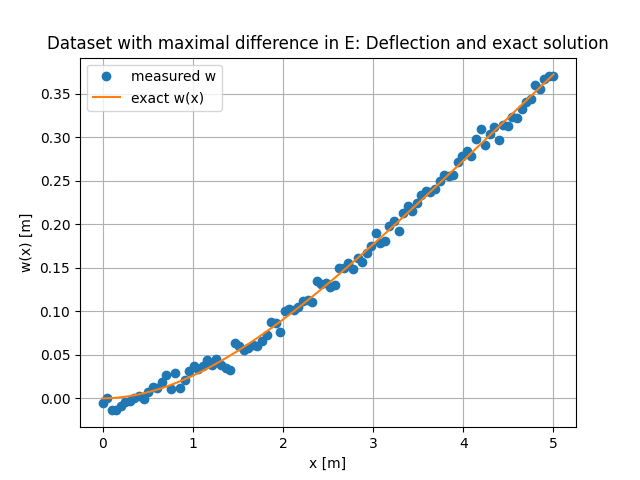 Dataset with maximal difference in E: Deflection and exact solution
measured w
exact w(x)
w(x) [m]
0.35
0.30
0.25
0.20
0.15
0.10
0.05
0.00
0 1 2 3 4 5
x [m]